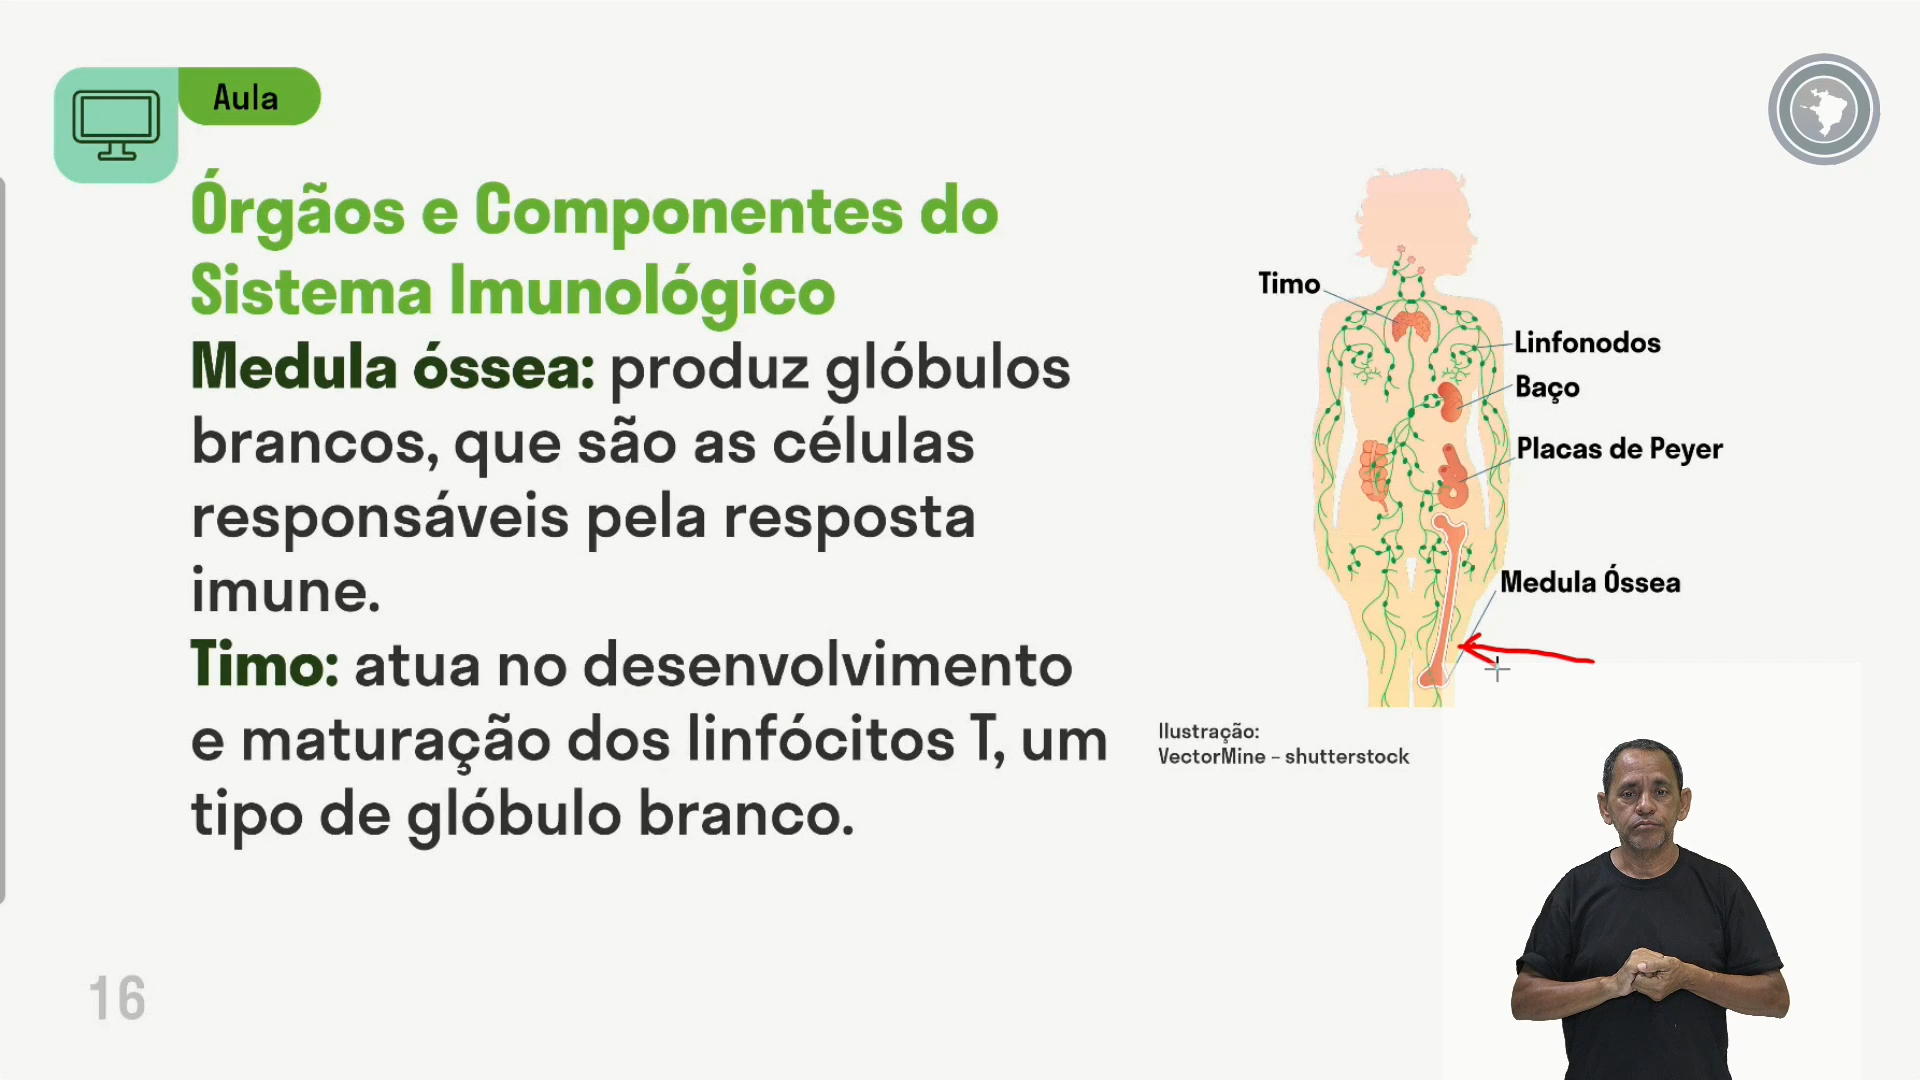 Aula
Órgãos e Componentes do
Sistema Imunológico
Medula óssea: produz glóbulos
brancos, que são as células
responsáveis pela resposta
imune.
Timo: atua no desenvolvimento
e maturação dos linfócitos T, um
tipo de glóbulo branco.
Timo
Linfonodos
Baço
Placas de Peyer
Medula Óssea
Ilustração:
VectorMine – shutterstock
16